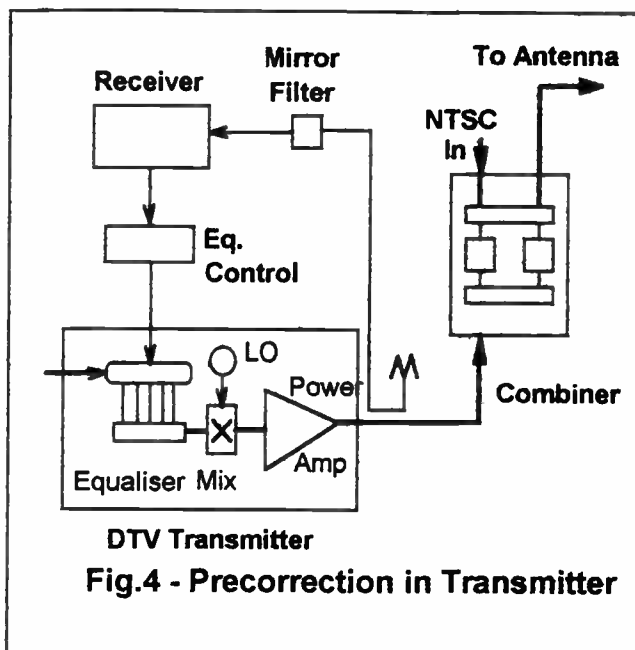 Mirror
Filter
Receiver
To Antenna
NTSC
In
Eq.
Control
LO
Power
Amp
Combiner
Equaliser Mix
DTV Transmitter
Fig.4 - Precorrection in Transmitter